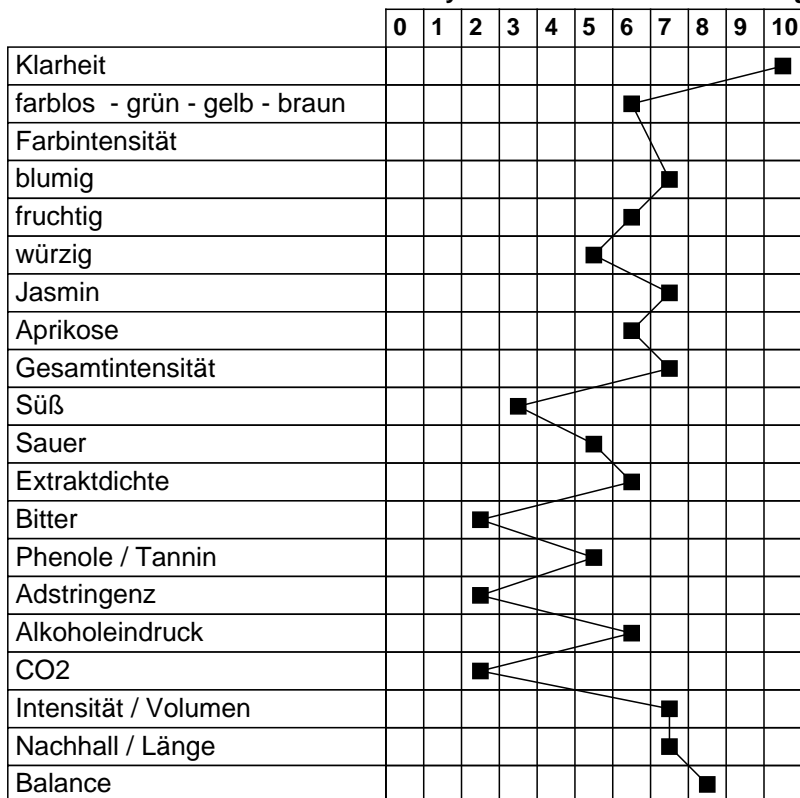 0 1 2 3 4 5 6 7 8 9 10
Klarheit
farblos - grün - gelb - braun
Farbintensität
blumig
fruchtig
würzig
Jasmin
Aprikose
Gesamtintensität
Süß
Sauer
Extraktdichte
Bitter
Phenole / Tannin
Adstringenz
Alkoholeindruck
CO2
Intensität / Volumen
Nachhall / Länge
Balance